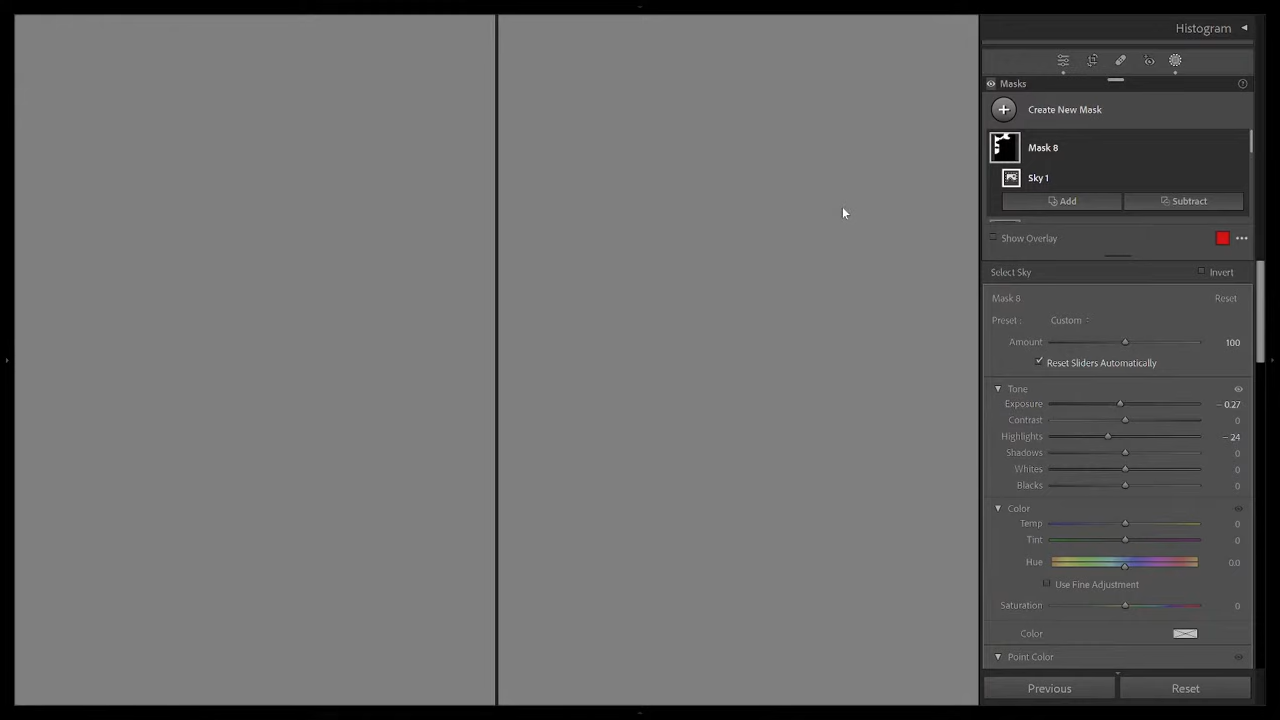 Histogram
Masks
Create New Mask
Mask 8
Sky 1
Add Subtract
Show Overlay
Select Sky Invert
Mask 8 Reset
Preset : Custom
Amount 100
Reset Sliders Automatically
Tone
Exposure – 0.27
Contrast 0
Highlights – 24
Shadows 0
Whites 0
Blacks 0
Color
Temp 0
Tint 0
Hue 0.0
Use Fine Adjustment
Saturation 0
Color
Point Color
Previous Reset